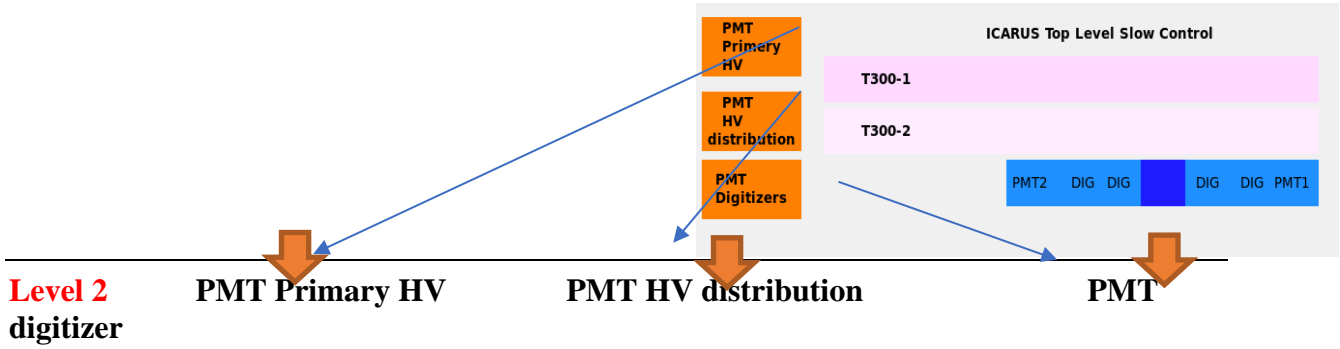 PMT
Primery
HV
ICARUS Top Level Slow Control
T300-1
PMT
HV
distribution
T300-2
PMT
Digitizers
PMT2 DIG DIG DIG DIG PMT1
Level 2 PMT Primary HV PMT HV distribution PMT
digitizer